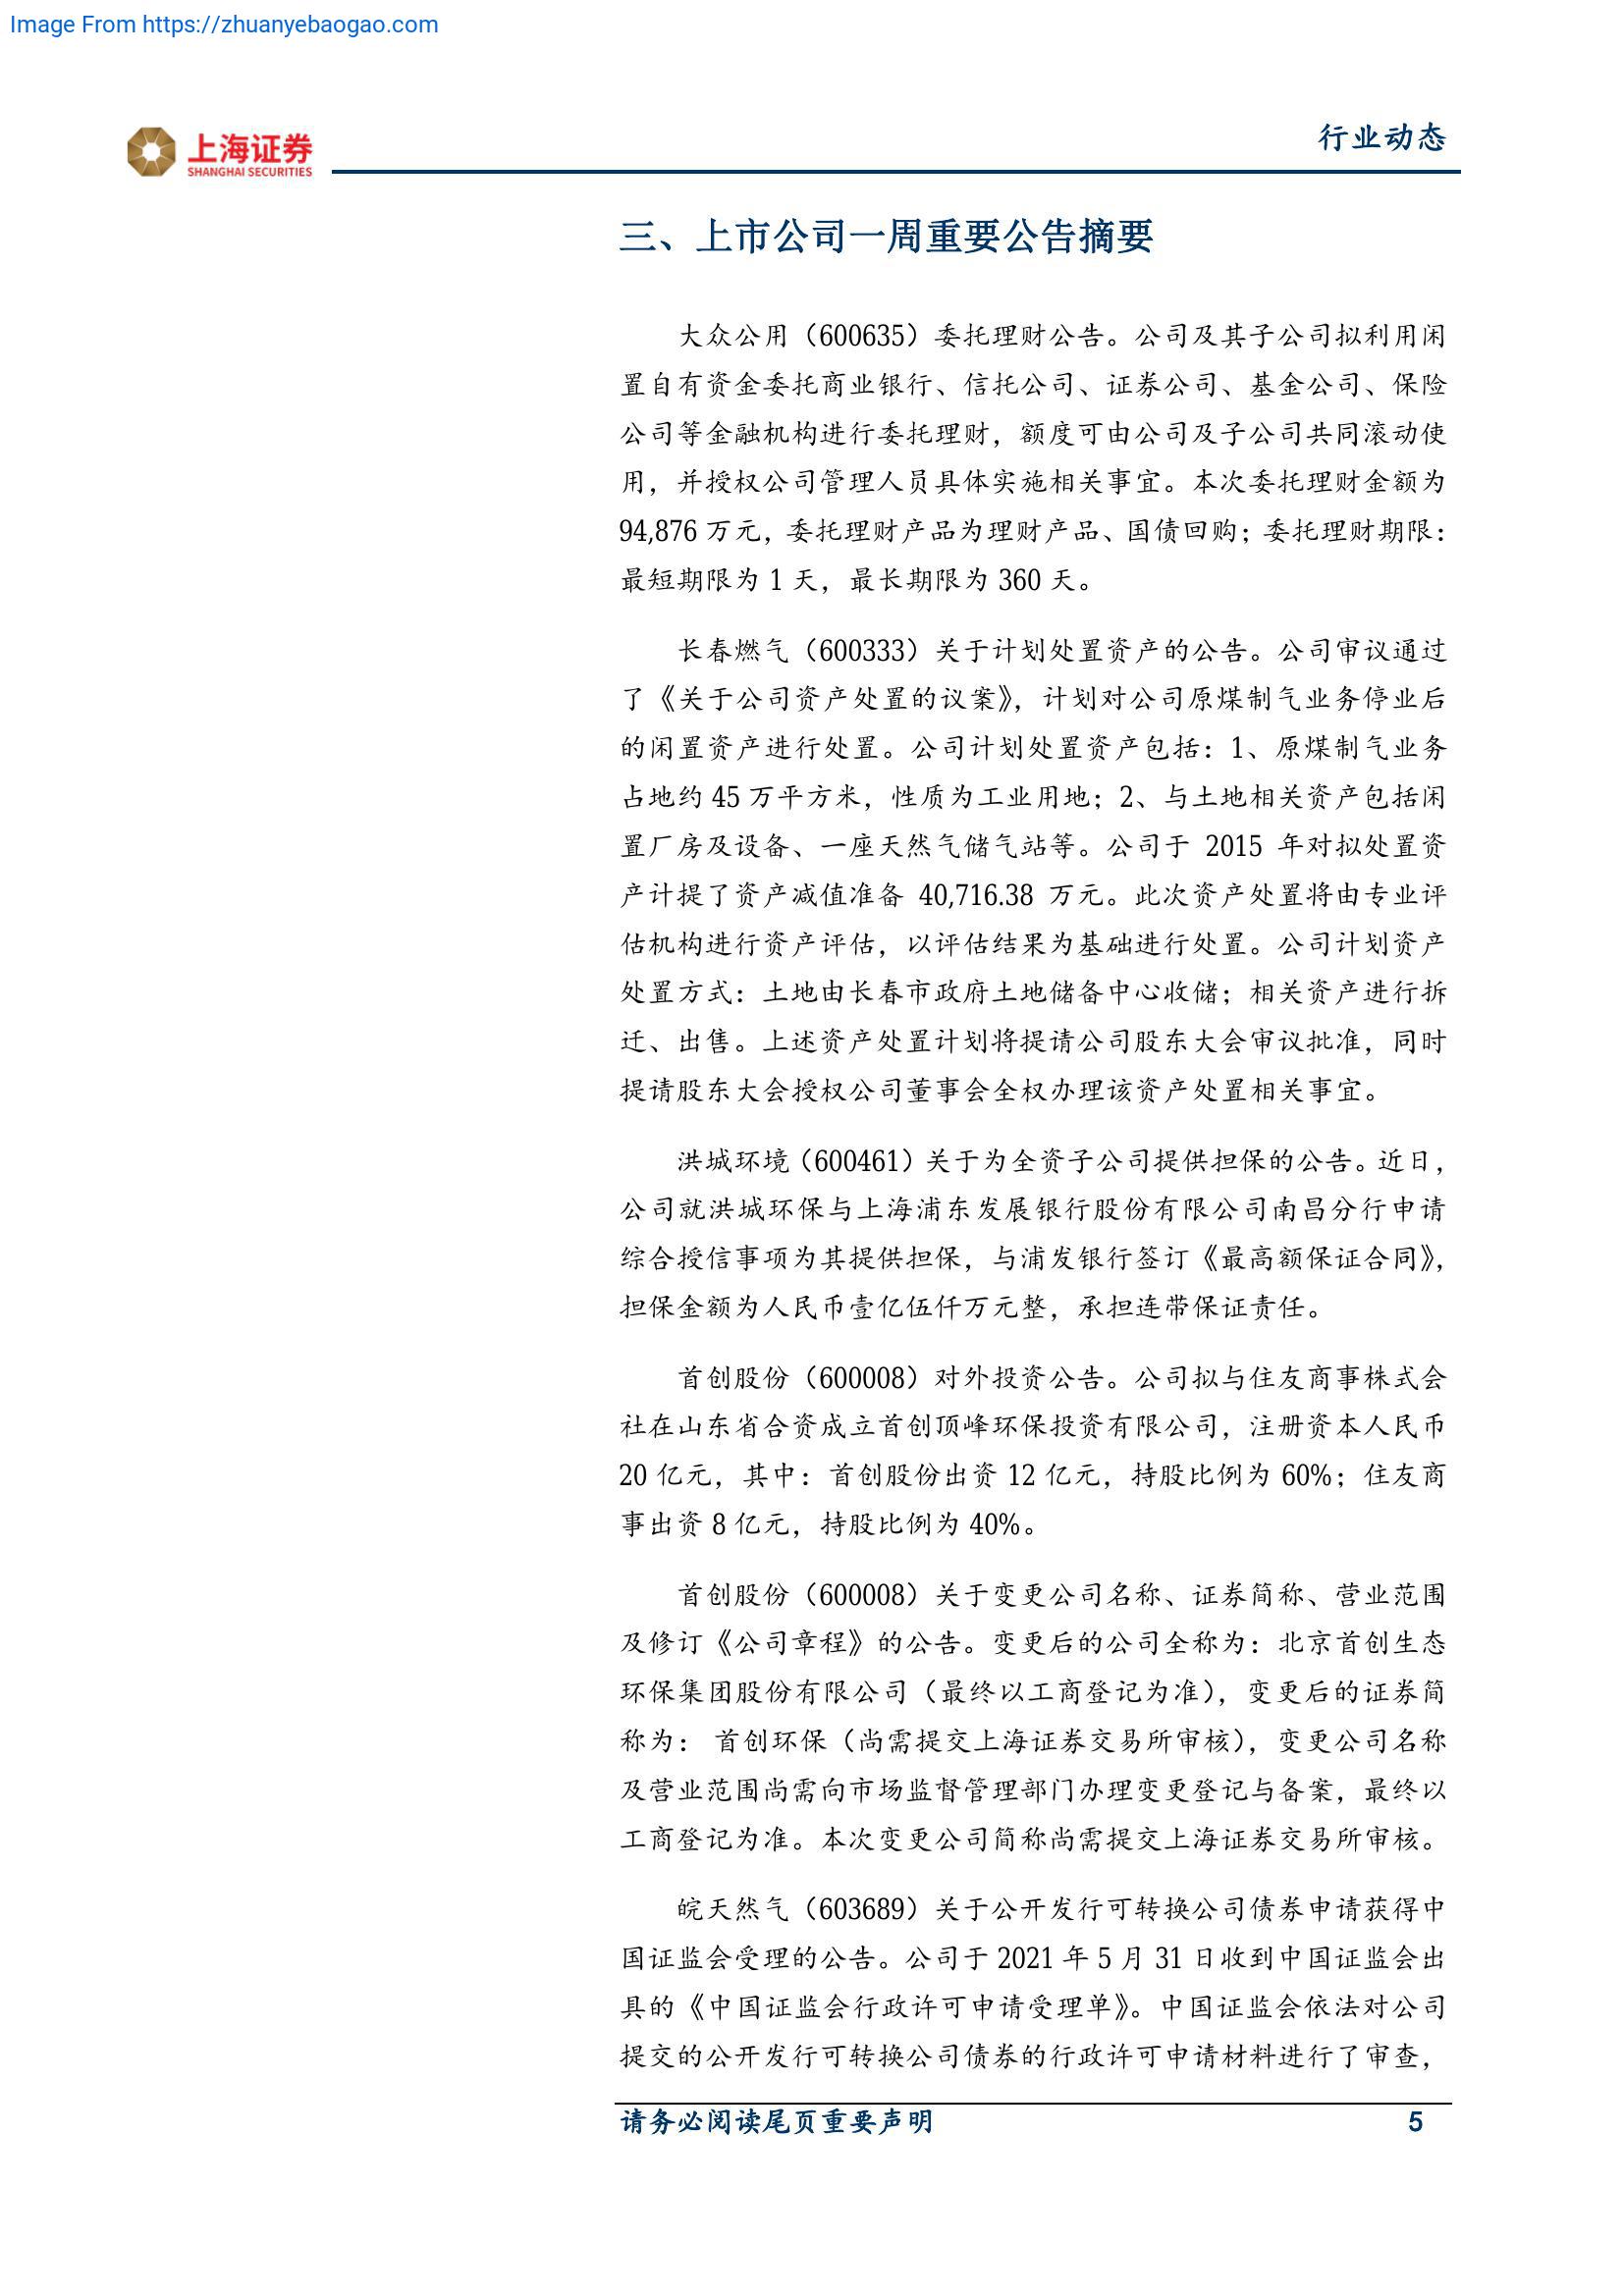 Image From https://zhuanyebaogao.com
上海证券
SHANGHAI SECURITIES
行业动态
三、上市公司一周重要公告摘要
大众公用（600635）委托理财公告。公司及其子公司拟利用闲
置自有资金委托商业银行、信托公司、证券公司、基金公司、保险
公司等金融机构进行委托理财，额度可由公司及子公司共同滚动使
用，并授权公司管理人员具体实施相关事宜。本次委托理财金额为
94,876 万元，委托理财产品为理财产品、国债回购；委托理财期限：
最短期限为 1 天，最长期限为 360 天。
长春燃气（600333）关于计划处置资产的公告。公司审议通过
了《关于公司资产处置的议案》，计划对公司原煤制气业务停业后
的闲置资产进行处置。公司计划处置资产包括：1、原煤制气业务
占地约 45 万平方米，性质为工业用地；2、与土地相关资产包括闲
置厂房及设备、一座天然气储气站等。公司于 2015 年对拟处置资
产计提了资产减值准备 40,716.38 万元。此次资产处置将由专业评
估机构进行资产评估，以评估结果为基础进行处置。公司计划资产
处置方式：土地由长春市政府土地储备中心收储；相关资产进行拆
迁、出售。上述资产处置计划将提请公司股东大会审议批准，同时
提请股东大会授权公司董事会全权办理该资产处置相关事宜。
洪城环境（600461）关于为全资子公司提供担保的公告。近日，
公司就洪城环保与上海浦东发展银行股份有限公司南昌分行申请
综合授信事项为其提供担保，与浦发银行签订《最高额保证合同》，
担保金额为人民币壹亿伍仟万元整，承担连带保证责任。
首创股份（600008）对外投资公告。公司拟与住友商事株式会
社在山东省合资成立首创顶峰环保投资有限公司，注册资本人民币
20 亿元，其中：首创股份出资 12 亿元，持股比例为 60%；住友商
事出资 8 亿元，持股比例为 40%。
首创股份（600008）关于变更公司名称、证券简称、营业范围
及修订《公司章程》的公告。变更后的公司全称为：北京首创生态
环保集团股份有限公司（最终以工商登记为准），变更后的证券简
称为： 首创环保（尚需提交上海证券交易所审核），变更公司名称
及营业范围尚需向市场监督管理部门办理变更登记与备案，最终以
工商登记为准。本次变更公司简称尚需提交上海证券交易所审核。
皖天然气（603689）关于公开发行可转换公司债券申请获得中
国证监会受理的公告。公司于 2021 年 5 月 31 日收到中国证监会出
具的《中国证监会行政许可申请受理单》。中国证监会依法对公司
提交的公开发行可转换公司债券的行政许可申请材料进行了审查，
请务必阅读尾页重要声明 5